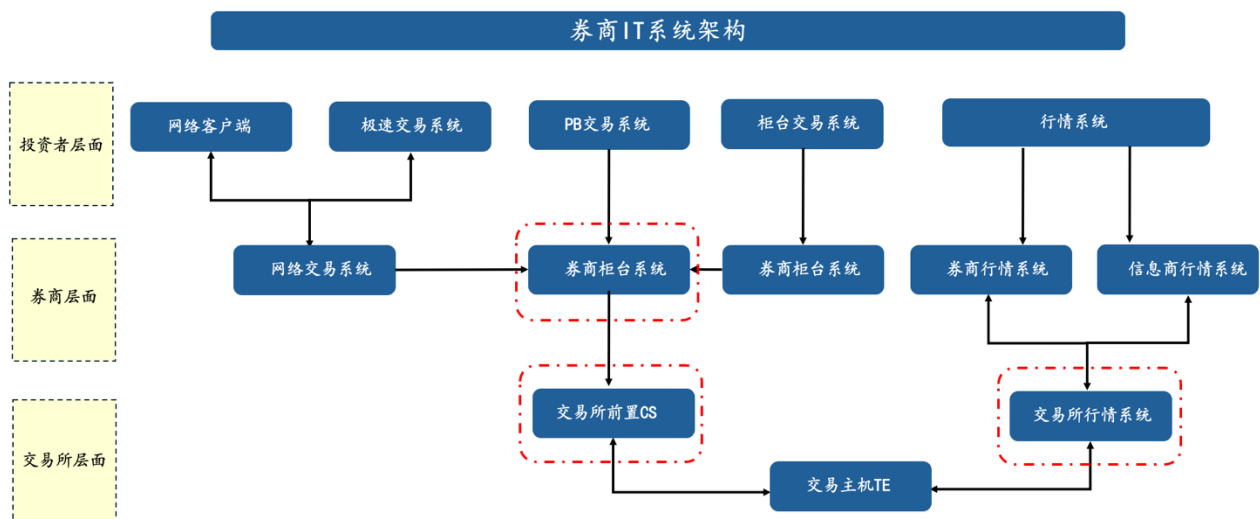 券商IT系统架构
投资者层面
网络客户端
极速交易系统
PB交易系统
柜台交易系统
行情系统
券商层面
网络交易系统
券商柜台系统
券商柜台系统
券商行情系统
信息商行情系统
交易所层面
交易所前置CS
交易所行情系统
交易主机TE